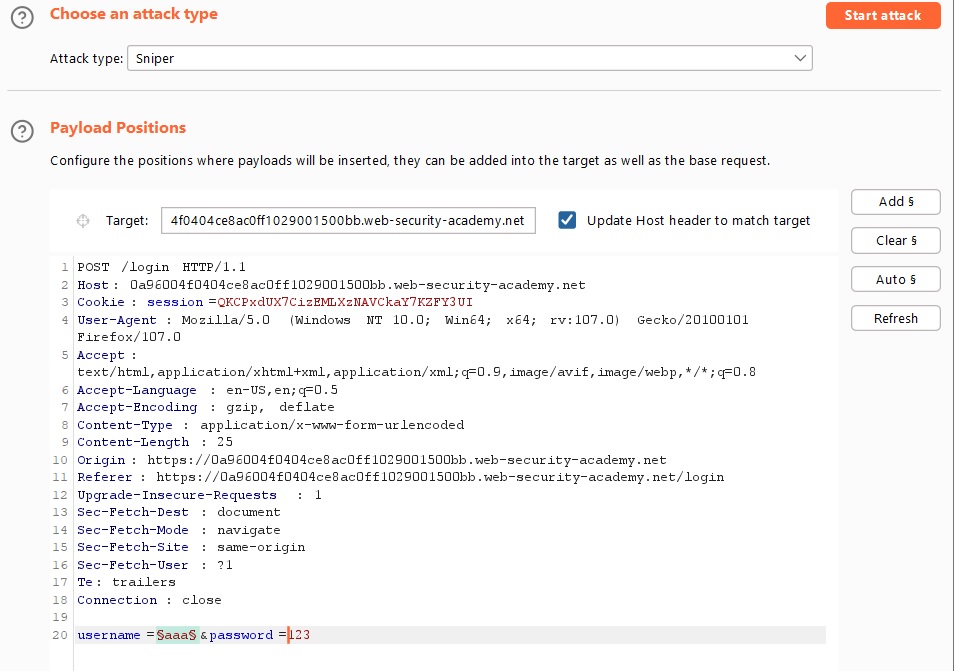 Choose an attack type
Start attack
Attack type: Sniper
Payload Positions
Configure the positions where payloads will be inserted, they can be added into the target as well as the base request.
Target: 4f0404ce8ac0ff1029001500bb.web-security-academy.net Update Host header to match target
Add §
Clear §
Auto §
Refresh
1 POST /login HTTP/1.1
2 Host: 0a96004f0404ce8ac0ff1029001500bb.web-security-academy.net
3 Cookie: session=QKCPxdUX7CizEMLXzNAVCkaY7KZFY3UI
4 User-Agent: Mozilla/5.0 (Windows NT 10.0; Win64; x64; rv:107.0) Gecko/20100101
Firefox/107.0
5 Accept:
text/html,application/xhtml+xml,application/xml;q=0.9,image/avif,image/webp,*/*;q=0.8
6 Accept-Language: en-US,en;q=0.5
7 Accept-Encoding: gzip, deflate
8 Content-Type: application/x-www-form-urlencoded
9 Content-Length: 25
10 Origin: https://0a96004f0404ce8ac0ff1029001500bb.web-security-academy.net
11 Referer: https://0a96004f0404ce8ac0ff1029001500bb.web-security-academy.net/login
12 Upgrade-Insecure-Requests: 1
13 Sec-Fetch-Dest: document
14 Sec-Fetch-Mode: navigate
15 Sec-Fetch-Site: same-origin
16 Sec-Fetch-User: ?1
17 Te: trailers
18 Connection: close
19
20 username=§aaa§&password=123